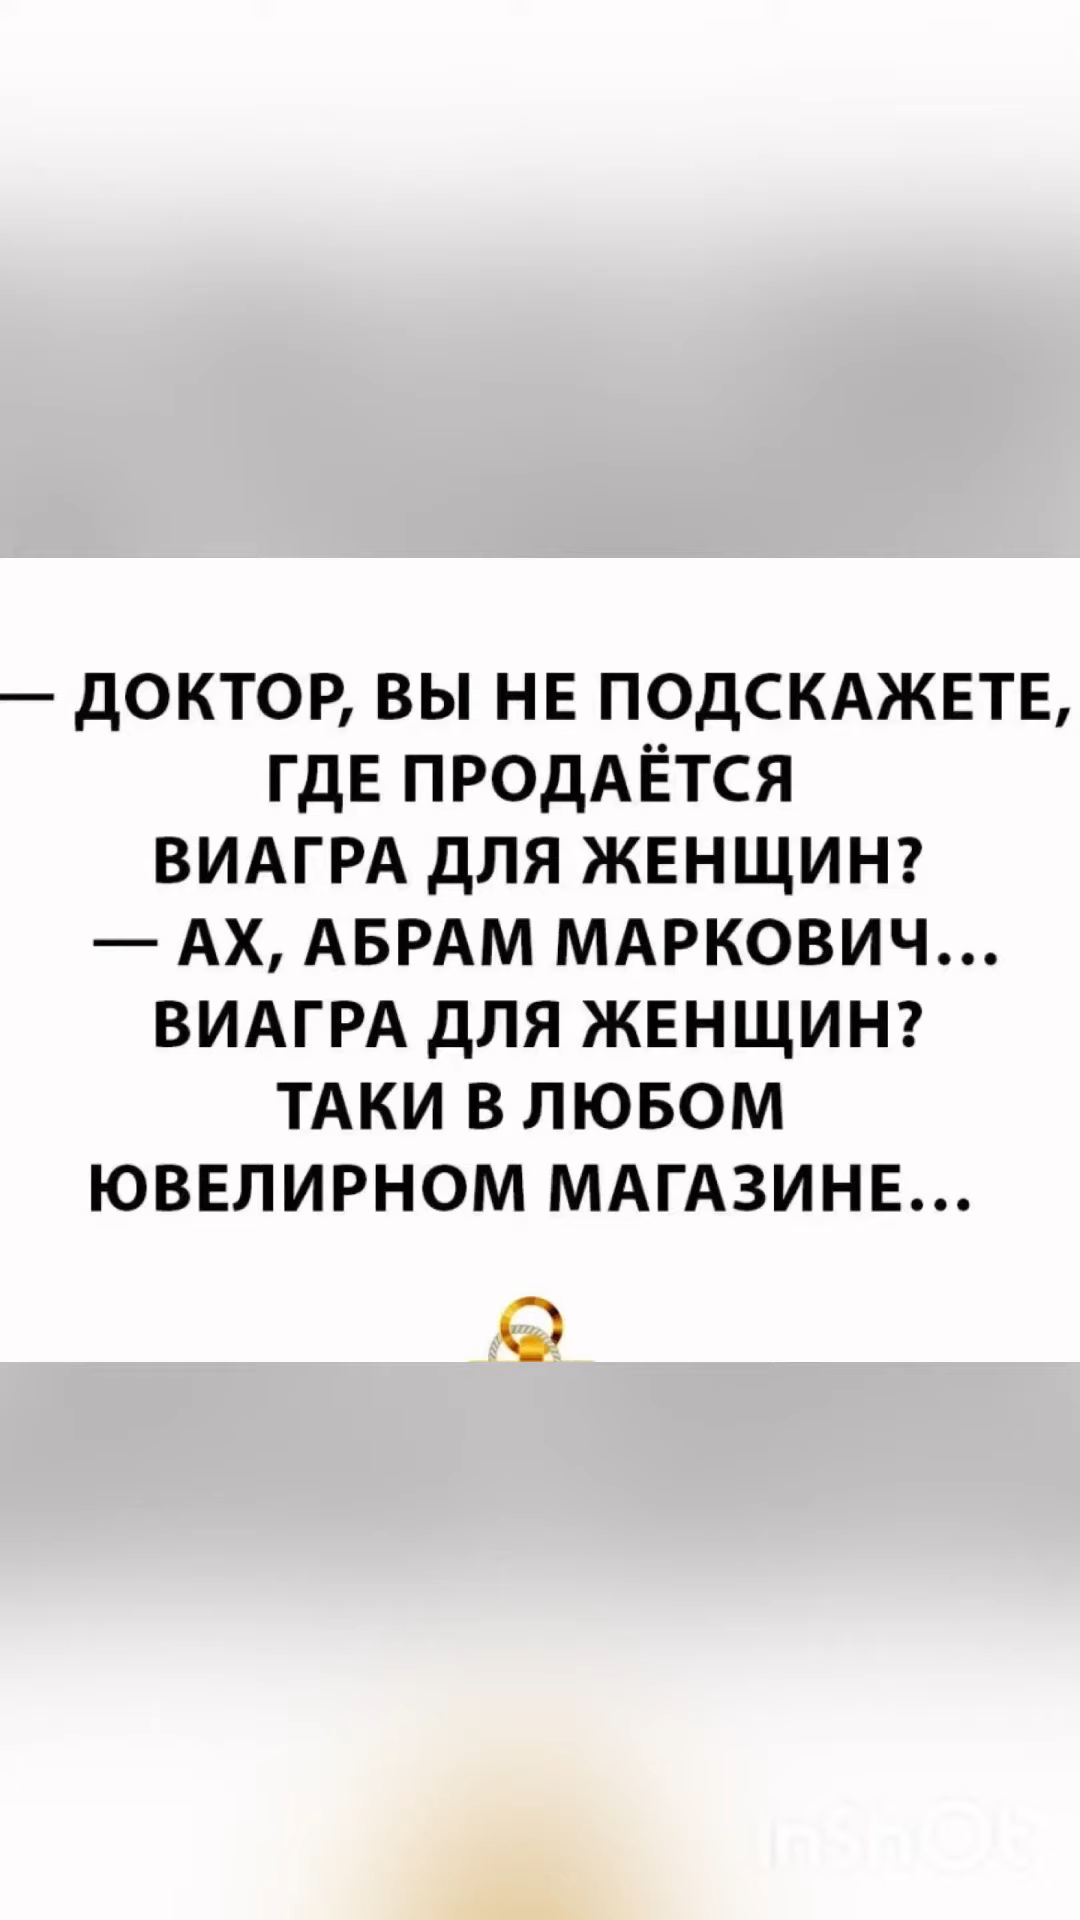 — ДОКТОР, ВЫ НЕ ПОДСКАЖЕТЕ,
ГДЕ ПРОДАЁТСЯ
ВИАГРА ДЛЯ ЖЕНЩИН?
— АХ, АБРАМ МАРКОВИЧ...
ВИАГРА ДЛЯ ЖЕНЩИН?
ТАКИ В ЛЮБОМ
ЮВЕЛИРНОМ МАГАЗИНЕ...
InShOt